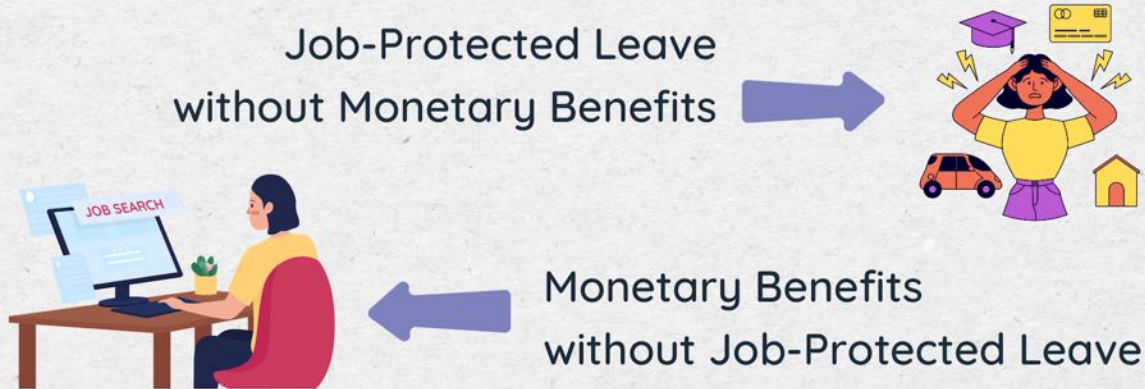 Job-Protected Leave
without Monetary Benefits
JOB SEARCH
Monetary Benefits
without Job-Protected Leave